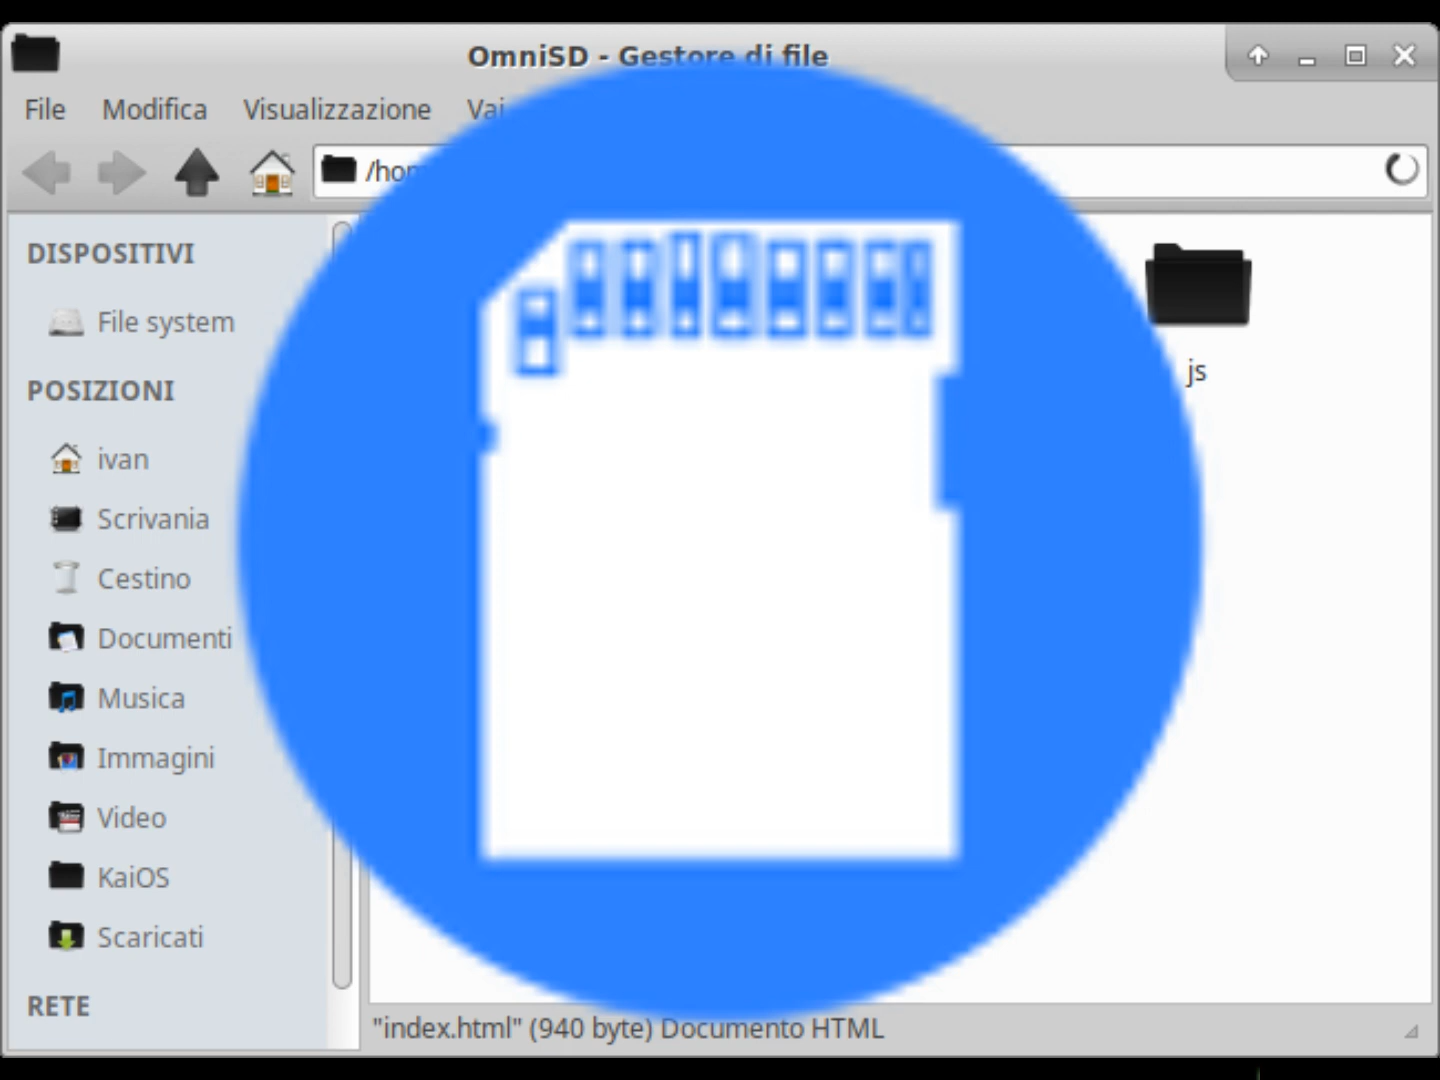 OmniSD - Gestore di file
File Modifica Visualizzazione Vai
/hom
DISPOSITIVI
File system
js
POSIZIONI
ivan
Scrivania
Cestino
Documenti
Musica
Immagini
Video
KaiOS
Scaricati
RETE
"index.html" (940 byte) Documento HTML